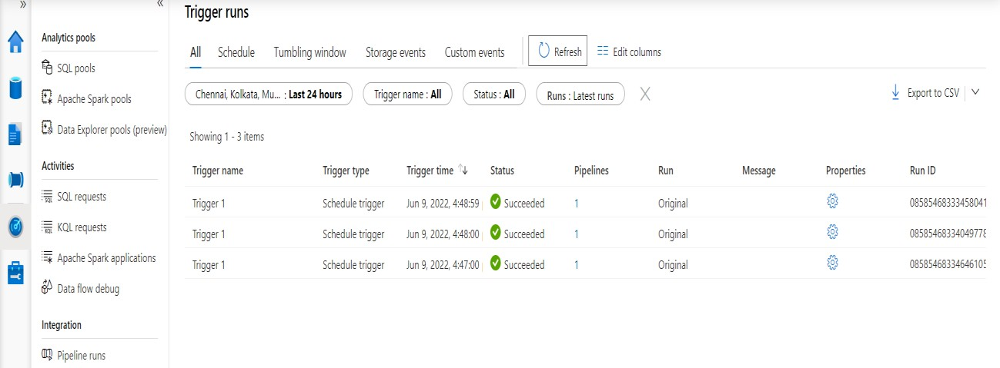 » «
Trigger runs
Analytics pools
SQL pools
Apache Spark pools
Data Explorer pools (preview)
Activities
SQL requests
KQL requests
Apache Spark applications
Data flow debug
Integration
Pipeline runs
All Schedule Tumbling window Storage events Custom events Refresh Edit columns
Chennai, Kolkata, Mu... : Last 24 hours Trigger name : All Status : All Runs : Latest runs Export to CSV
Showing 1 - 3 items
Trigger name Trigger type Trigger time Status Pipelines Run Message Properties Run ID
Trigger 1 Schedule trigger Jun 9, 2022, 4:48:59 Succeeded 1 Original 08585468333458041
Trigger 1 Schedule trigger Jun 9, 2022, 4:48:00 Succeeded 1 Original 08585468334049778
Trigger 1 Schedule trigger Jun 9, 2022, 4:47:00 Succeeded 1 Original 08585468334646105